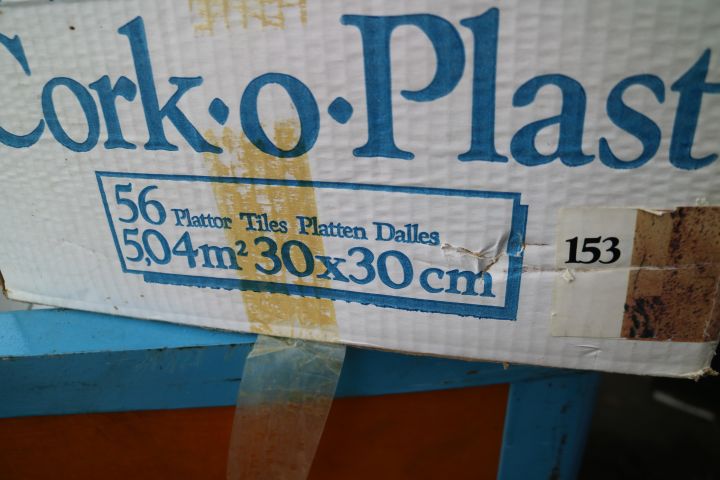 Cork·o·Plast
56 Plattor Tiles Platten Dalles
5,04m² 30x30 cm
153